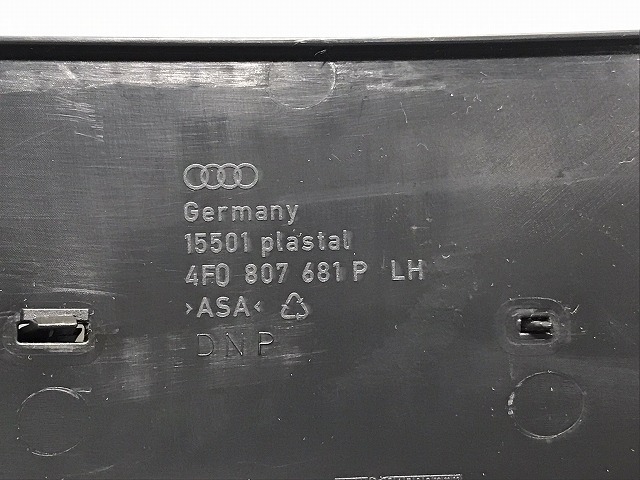 Germany
15501 plastal
4F0 807 681 P LH
>ASA<
DNP